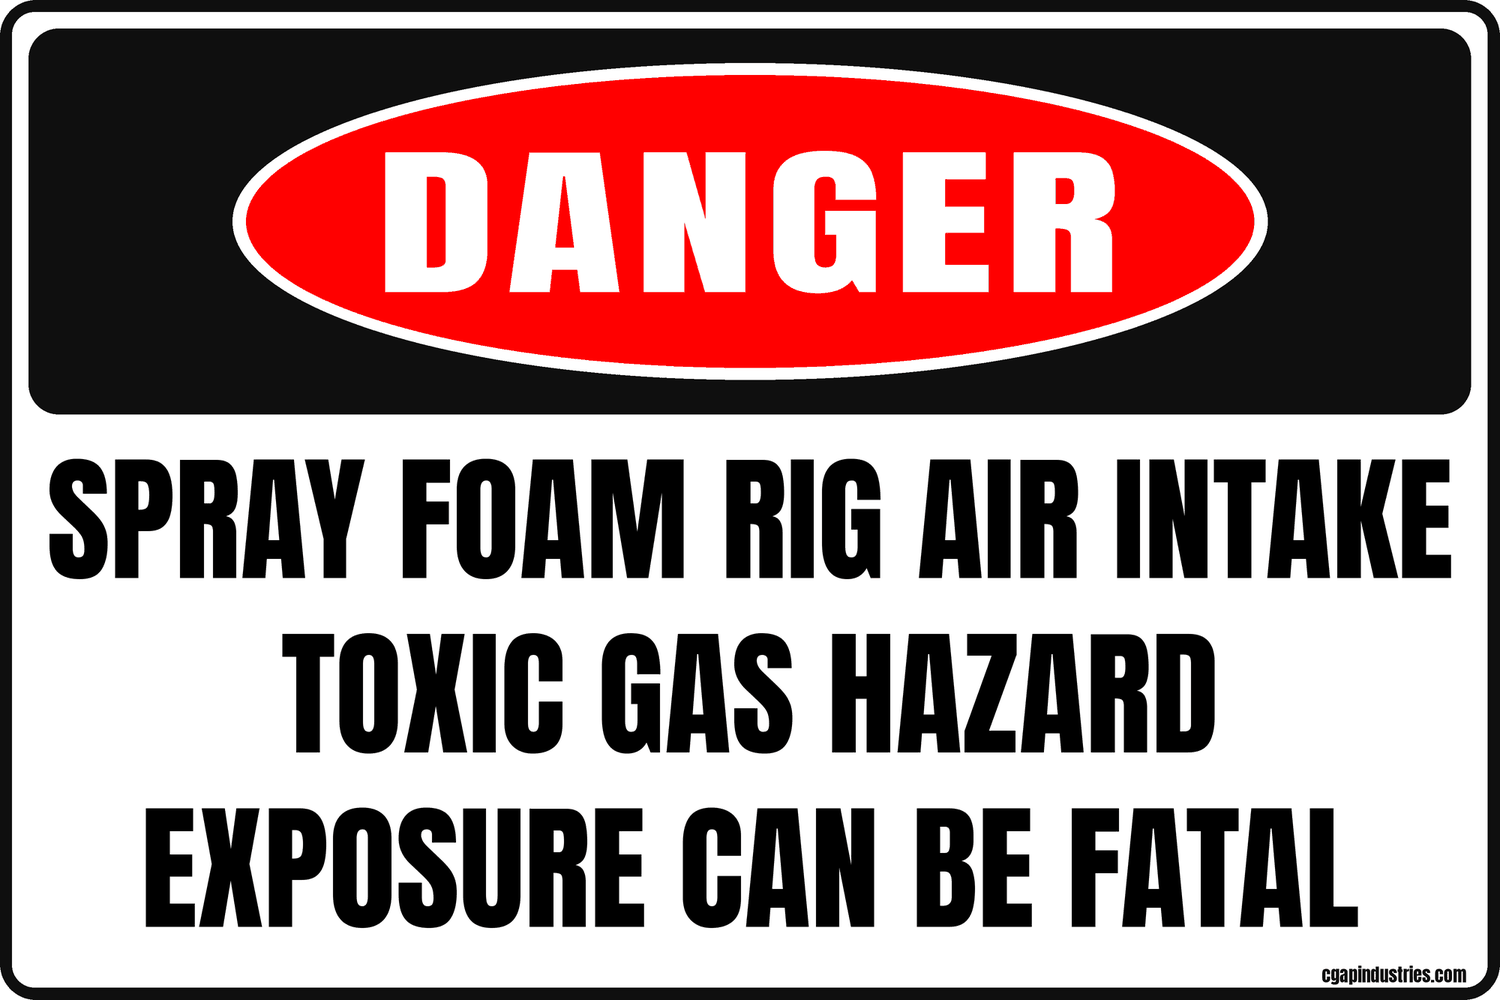 DANGER
SPRAY FOAM RIG AIR INTAKE
TOXIC GAS HAZARD
EXPOSURE CAN BE FATAL
cgapindustries.com